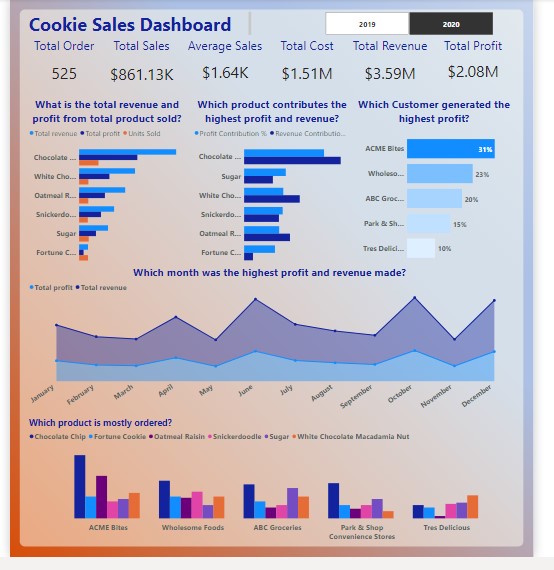 Cookie Sales Dashboard
2019
2020
Total Order
Total Sales
Average Sales
Total Cost
Total Revenue
Total Profit
525
$861.13K
$1.64K
$1.51M
$3.59M
$2.08M
What is the total revenue and
profit from total product sold?
Total revenue
Total profit
Units Sold
Chocolate ...
White Cho...
Oatmeal R...
Snickerdo...
Sugar
Fortune C...
Which product contributes the
highest profit and revenue?
Profit Contribution %
Revenue Contributio...
Chocolate ...
Sugar
White Cho...
Snickerdo...
Oatmeal R...
Fortune C...
Which Customer generated the
highest profit?
ACME Bites
31%
Wholeso...
23%
ABC Groc...
20%
Park & Sh...
15%
Tres Delici...
10%
Which month was the highest profit and revenue made?
Total profit
Total revenue
January
February
March
April
May
June
July
August
September
October
November
December
Which product is mostly ordered?
Chocolate Chip
Fortune Cookie
Oatmeal Raisin
Snickerdoodle
Sugar
White Chocolate Macadamia Nut
ACME Bites
Wholesome Foods
ABC Groceries
Park & Shop
Convenience Stores
Tres Delicious